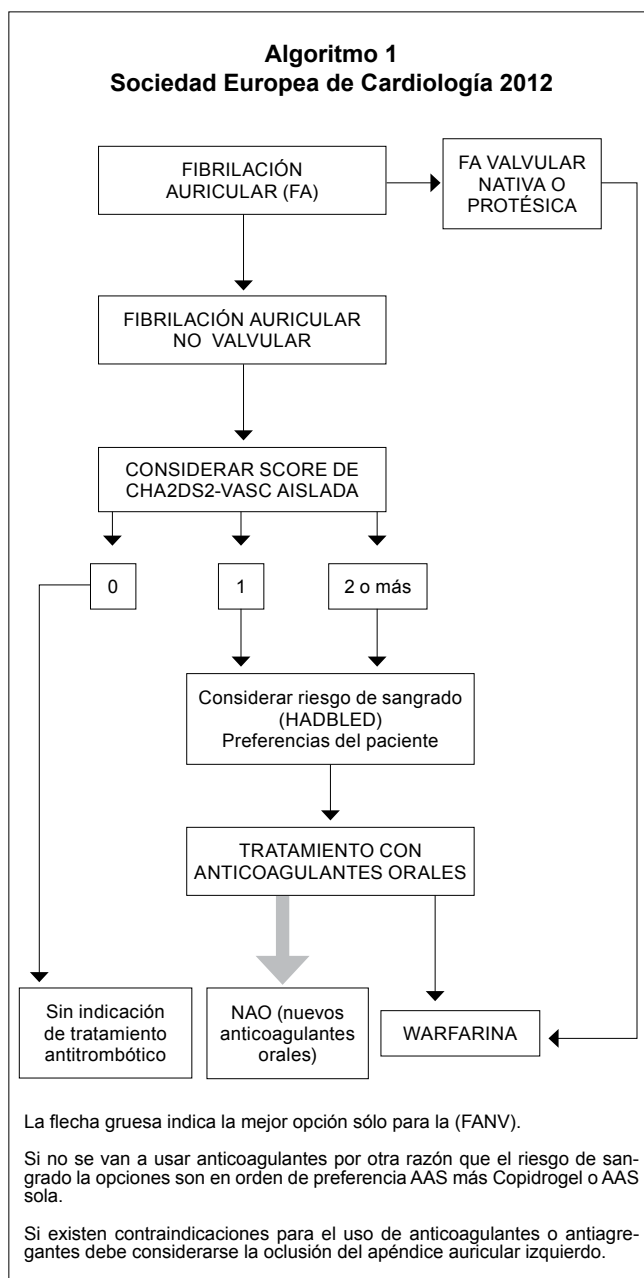 Algoritmo 1
Sociedad Europea de Cardiología 2012
FIBRILACIÓN
AURICULAR (FA)
FA VALVULAR
NATIVA O
PROTÉSICA
FIBRILACIÓN AURICULAR
NO VALVULAR
CONSIDERAR SCORE DE
CHA2DS2-VASC AISLADA
0
1
2 o más
Considerar riesgo de sangrado
(HADBLED)
Preferencias del paciente
TRATAMIENTO CON
ANTICOAGULANTES ORALES
Sin indicación
de tratamiento
antitrombótico
NAO (nuevos
anticoagulantes
orales)
WARFARINA
La flecha gruesa indica la mejor opción sólo para la (FANV).
Si no se van a usar anticoagulantes por otra razón que el riesgo de san-
grado la opciones son en orden de preferencia AAS más Copidrogel o AAS
sola.
Si existen contraindicaciones para el uso de anticoagulantes o antiagre-
gantes debe considerarse la oclusión del apéndice auricular izquierdo.